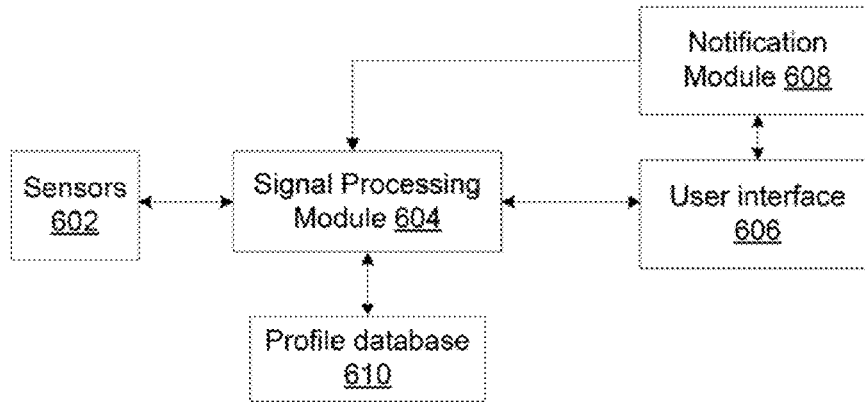 Notification
Module 608
Sensors
602
Signal Processing
Module 604
User interface
606
Profile database
610